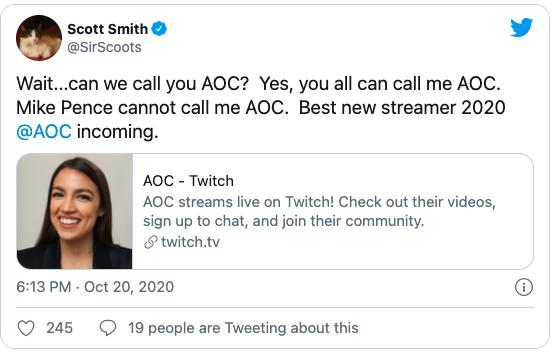 Scott Smith
@SirScoots
Wait...can we call you AOC?  Yes, you all can call me AOC.
Mike Pence cannot call me AOC.  Best new streamer 2020
@AOC incoming.
AOC - Twitch
AOC streams live on Twitch! Check out their videos,
sign up to chat, and join their community.
twitch.tv
6:13 PM · Oct 20, 2020
245
19 people are Tweeting about this